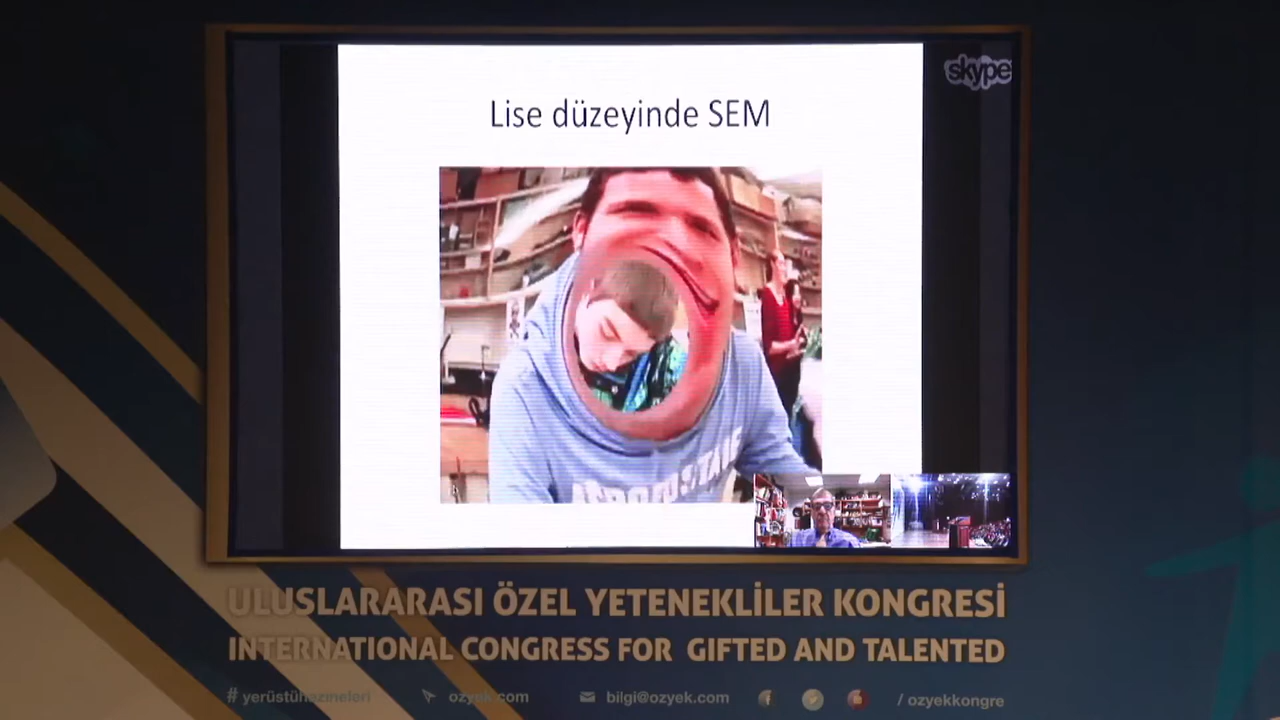 skype
Lise düzeyinde SEM
ULUSLARARASI ÖZEL YETENEKLİLER KONGRESİ
INTERNATIONAL CONGRESS FOR GIFTED AND TALENTED
#yerüstühazineleri
ozyek.com
bilgi@ozyek.com
/ ozyekkongre